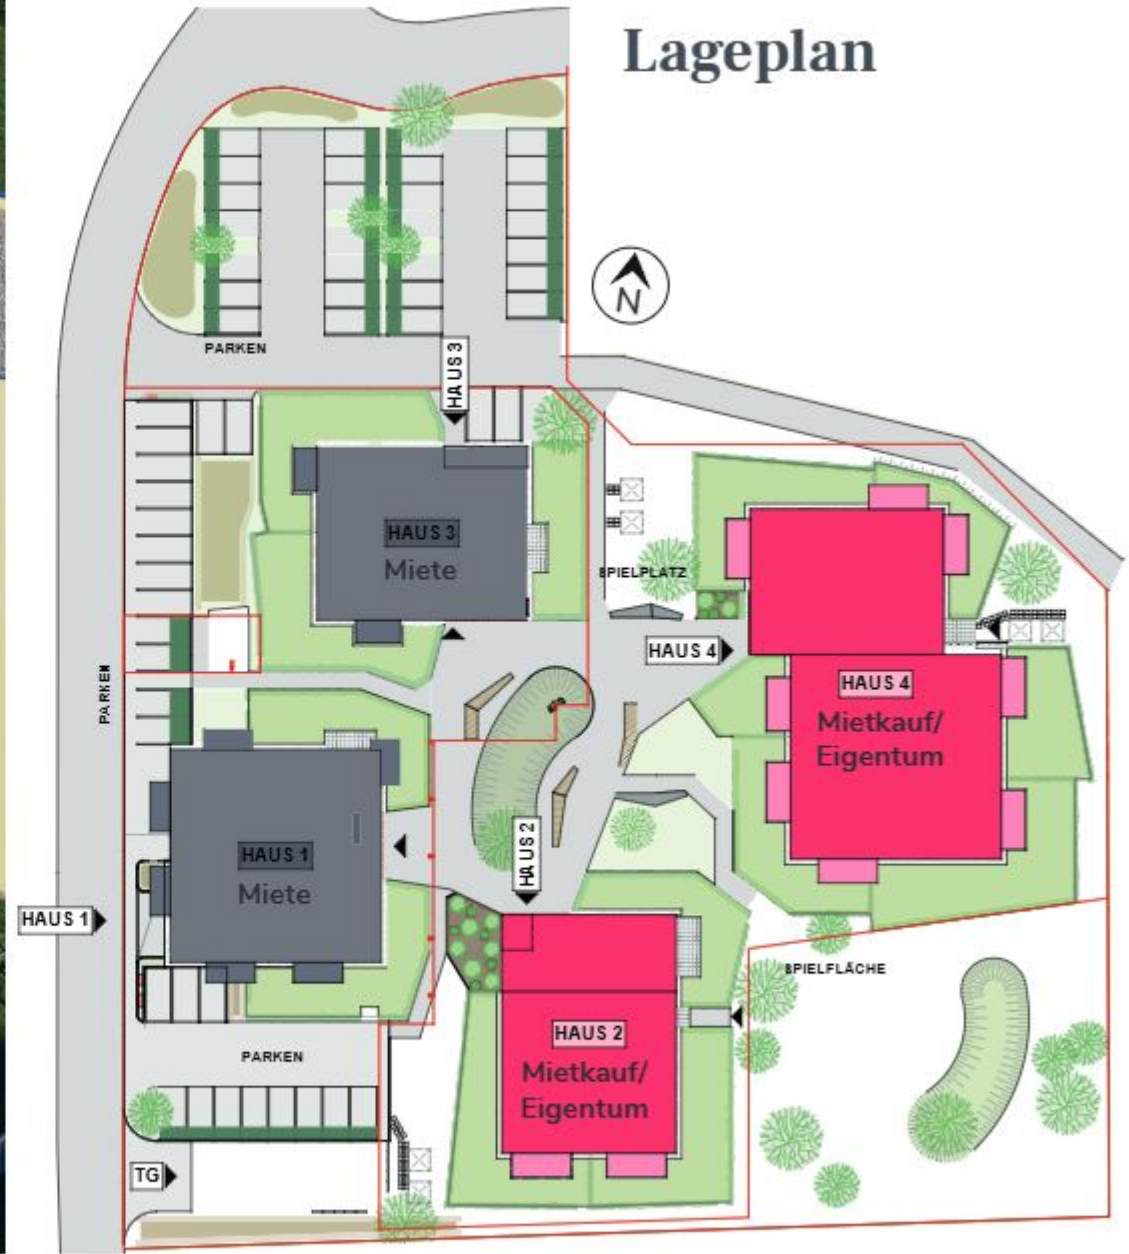 Lageplan
N
PARKEN
HAUS 3
HAUS 3
Miete
SPIELPLATZ
HAUS 4
HAUS 4
Mietkauf/
Eigentum
PARKEN
HAUS 1
Miete
HAUS 2
HAUS 1
SPIELFLÄCHE
HAUS 2
Mietkauf/
Eigentum
PARKEN
TG